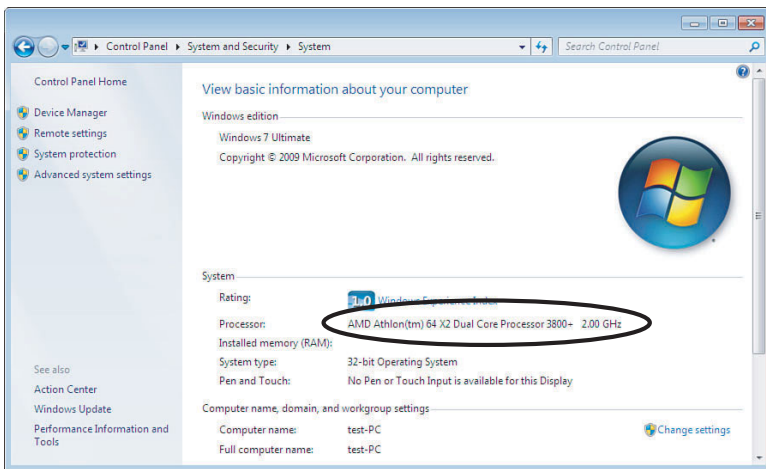 Control Panel ▸ System and Security ▸ System
Search Control Panel
Control Panel Home
Device Manager
Remote settings
System protection
Advanced system settings
See also
Action Center
Windows Update
Performance Information and
Tools
View basic information about your computer
Windows edition
Windows 7 Ultimate
Copyright © 2009 Microsoft Corporation. All rights reserved.
System
Rating: 1.0 Windows Experience Index
Processor: AMD Athlon(tm) 64 X2 Dual Core Processor 3800+ 2.00 GHz
Installed memory (RAM):
System type: 32-bit Operating System
Pen and Touch: No Pen or Touch Input is available for this Display
Computer name, domain, and workgroup settings
Computer name: test-PC
Change settings
Full computer name: test-PC